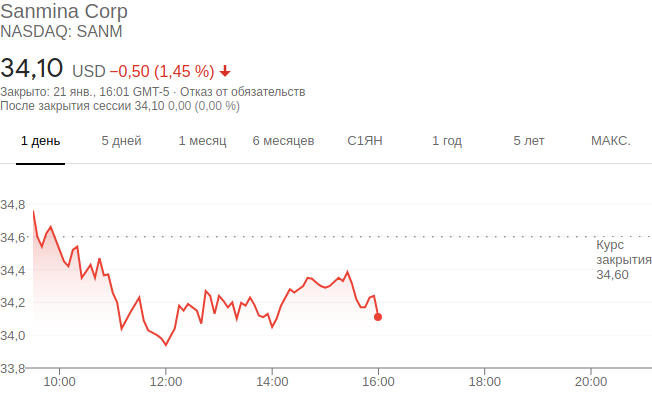 Sanmina Corp
NASDAQ: SANM
34,10 USD −0,50 (1,45 %)
Закрыто: 21 янв., 16:01 GMT-5 · Отказ от обязательств
После закрытия сессии 34,10 0,00 (0,00 %)
1 день 5 дней 1 месяц 6 месяцев С1ЯН 1 год 5 лет МАКС.
34,8
34,6
Курс
закрытия
34,60
34,4
34,2
34,0
33,8
10:00 12:00 14:00 16:00 18:00 20:00